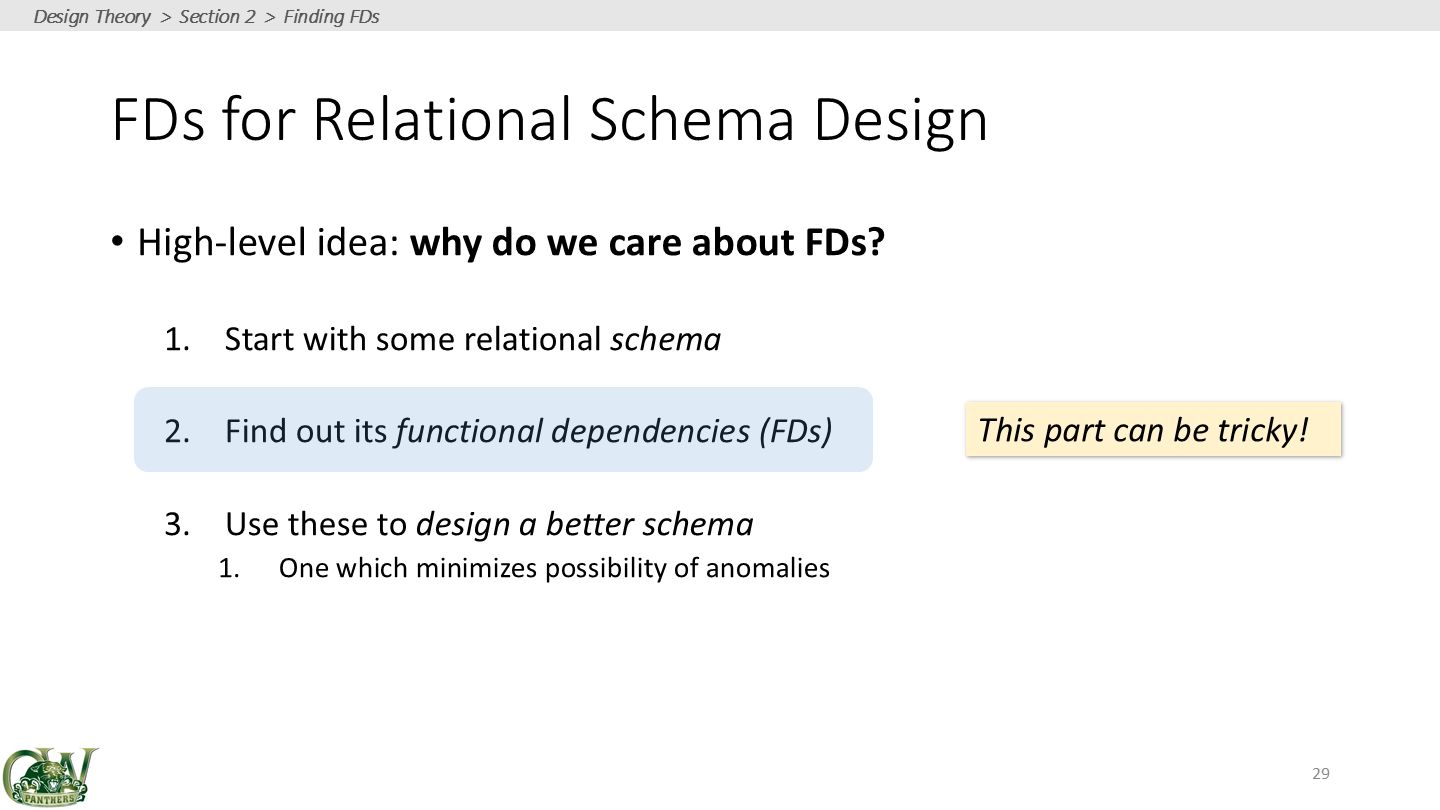 Design Theory > Section 2 > Finding FDs
FDs for Relational Schema Design
• High-level idea: why do we care about FDs?
1. Start with some relational schema
2. Find out its functional dependencies (FDs)
This part can be tricky!
3. Use these to design a better schema
1. One which minimizes possibility of anomalies
OW
PANTHERS
29